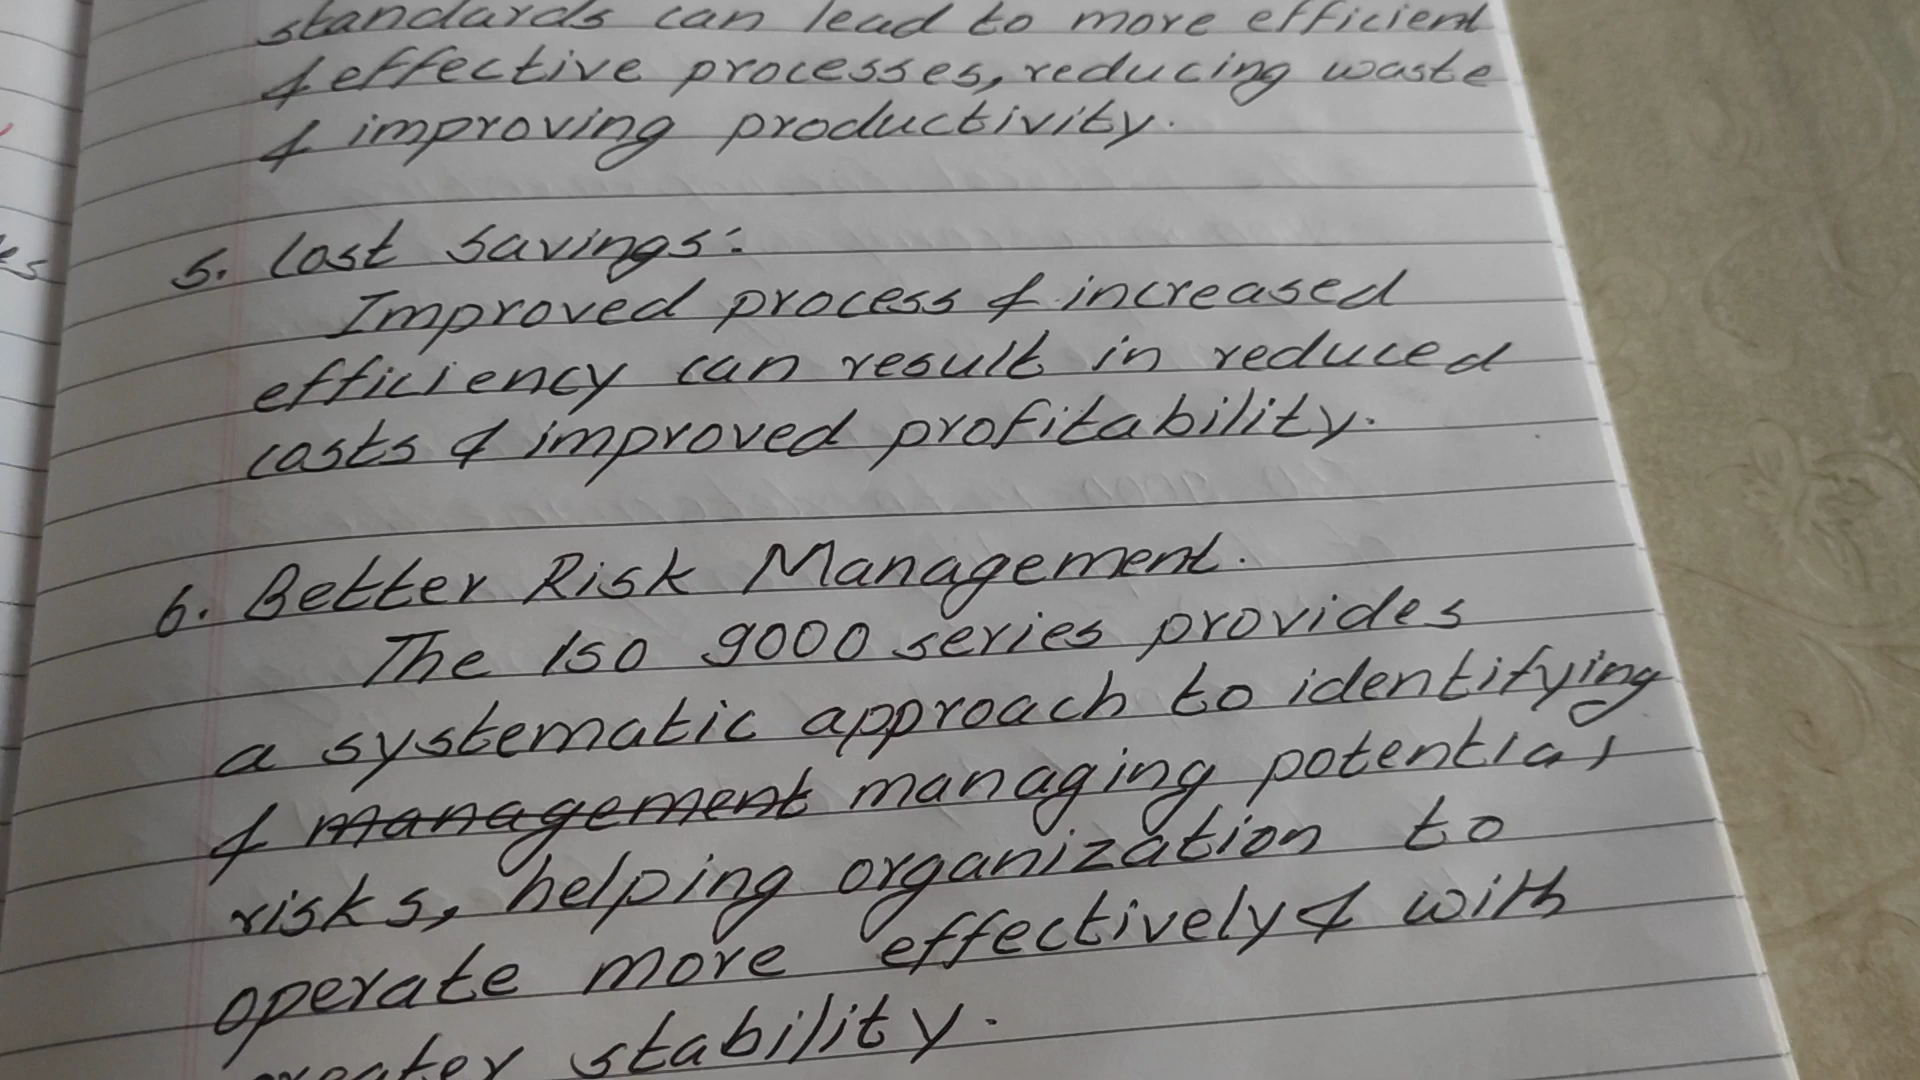 standards can lead to more efficient
& effective processes, reducing waste
& improving productivity.
5. Cost Savings:
Improved process & increased
efficiency can result in reduced
costs & improved profitability.
6. Better Risk Management.
The ISO 9000 series provides
a systematic approach to identifying
& management managing potential
risks, helping organization to
operate more effectively & with
greater stability.